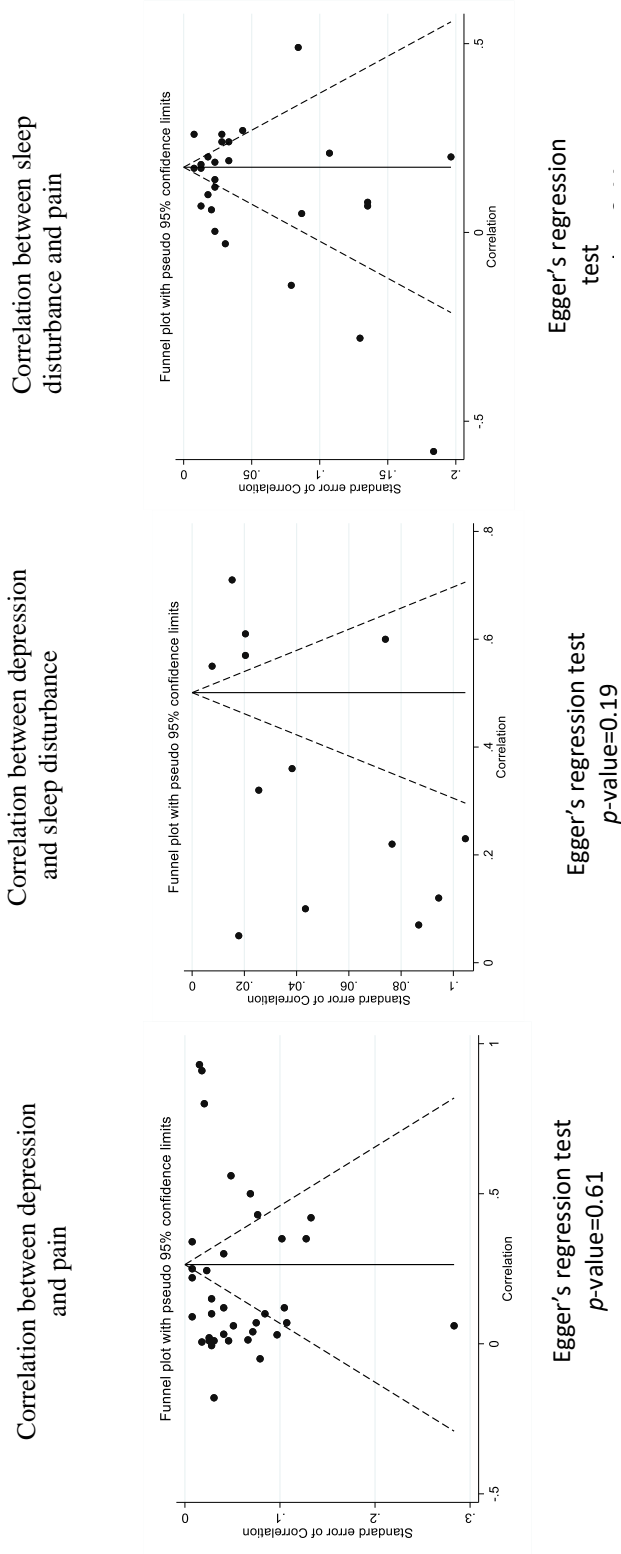 Correlation between depression
and pain
Funnel plot with pseudo 95% confidence limits
Standard error of Correlation
0
.1
.2
.3
-.5
0
.5
1
Correlation
Egger's regression test
p-value=0.61
Correlation between depression
and sleep disturbance
Funnel plot with pseudo 95% confidence limits
Standard error of Correlation
0
.02
.04
.06
.08
.1
0
.2
.4
.6
.8
Correlation
Egger's regression test
p-value=0.19
Correlation between sleep
disturbance and pain
Funnel plot with pseudo 95% confidence limits
Standard error of Correlation
0
.05
.1
.15
.2
-.5
0
.5
Correlation
Egger's regression
test